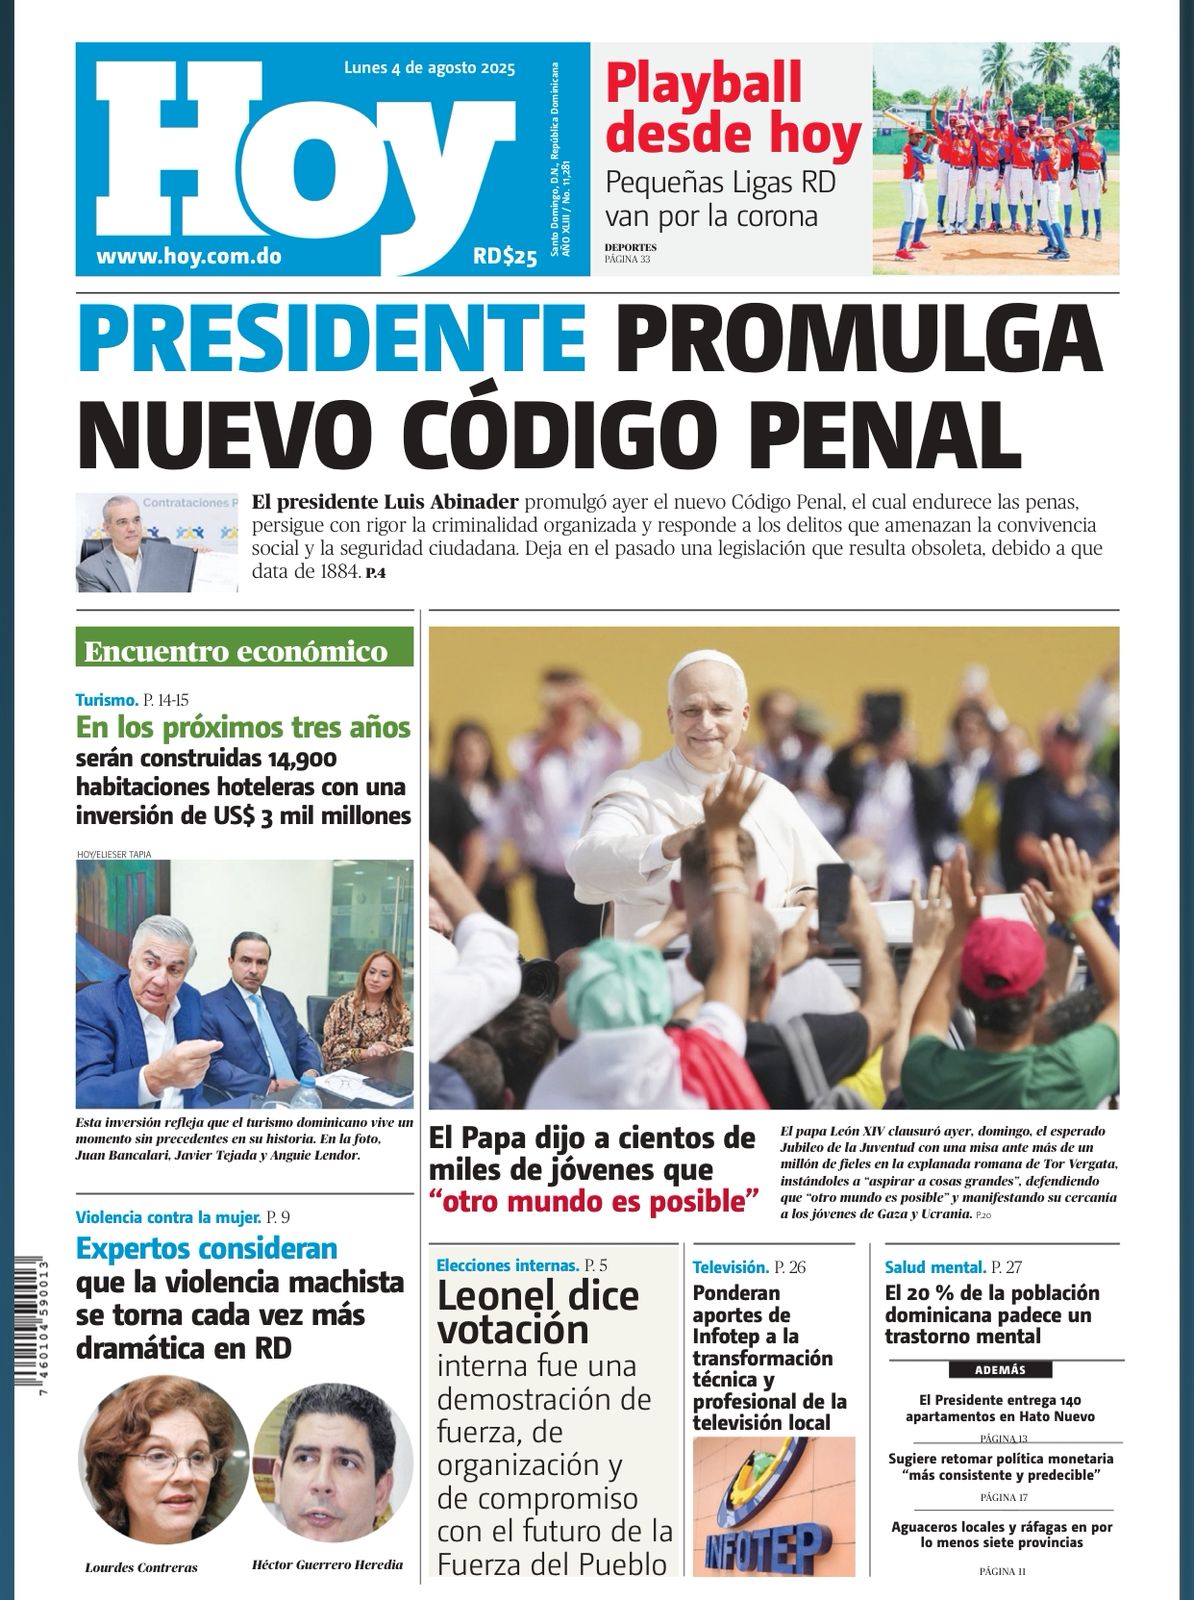 Lunes 4 de agosto 2025
Hoy
www.hoy.com.do
RD$25
Santo Domingo, D.N., República Dominicana
AÑO XLIII / No. 11,281
Playball
desde hoy
Pequeñas Ligas RD
van por la corona
DEPORTES
PÁGINA 33
PRESIDENTE PROMULGA
NUEVO CÓDIGO PENAL
Contrataciones P
El presidente Luis Abinader promulgó ayer el nuevo Código Penal, el cual endurece las penas,
persigue con rigor la criminalidad organizada y responde a los delitos que amenazan la convivencia
social y la seguridad ciudadana. Deja en el pasado una legislación que resulta obsoleta, debido a que
data de 1884. P.4
Encuentro económico
Turismo. P. 14-15
En los próximos tres años
serán construidas 14,900
habitaciones hoteleras con una
inversión de US$ 3 mil millones
HOY/ELIESER TAPIA
Esta inversión refleja que el turismo dominicano vive un
momento sin precedentes en su historia. En la foto,
Juan Bancalari, Javier Tejada y Anguie Lendor.
El Papa dijo a cientos de
miles de jóvenes que
“otro mundo es posible”
El papa León XIV clausuró ayer, domingo, el esperado
Jubileo de la Juventud con una misa ante más de un
millón de fieles en la explanada romana de Tor Vergata,
instándoles a “aspirar a cosas grandes”, defendiendo
que “otro mundo es posible” y manifestando su cercanía
a los jóvenes de Gaza y Ucrania. P.20
Violencia contra la mujer. P. 9
Expertos consideran
que la violencia machista
se torna cada vez más
dramática en RD
Lourdes Contreras
Héctor Guerrero Heredia
7 460104 590013
Elecciones internas. P. 5
Leonel dice
votación
interna fue una
demostración de
fuerza, de
organización y
de compromiso
con el futuro de la
Fuerza del Pueblo
Televisión. P. 26
Ponderan
aportes de
Infotep a la
transformación
técnica y
profesional de la
televisión local
INFOTEP
Salud mental. P. 27
El 20 % de la población
dominicana padece un
trastorno mental
ADEMÁS
El Presidente entrega 140
apartamentos en Hato Nuevo
PÁGINA 13
Sugiere retomar política monetaria
“más consistente y predecible”
PÁGINA 17
Aguaceros locales y ráfagas en por
lo menos siete provincias
PÁGINA 11